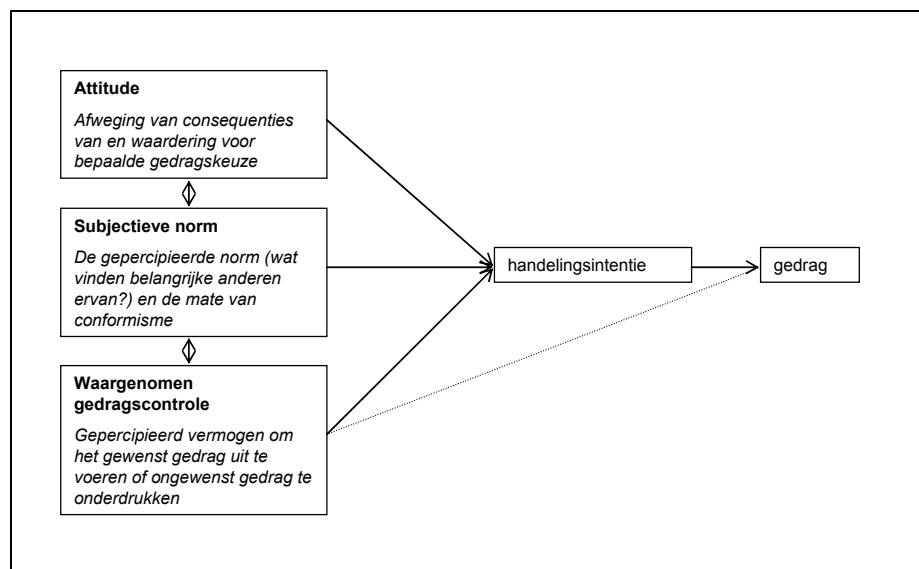 Attitude
Afweging van consequenties
van en waardering voor
bepaalde gedragskeuze
Subjectieve norm
De gepercipieerde norm (wat
vinden belangrijke anderen
ervan?) en de mate van
conformisme
handelingsintentie
gedrag
Waargenomen
gedragscontrole
Gepercipieerd vermogen om
het gewenst gedrag uit te
voeren of ongewenst gedrag te
onderdrukken